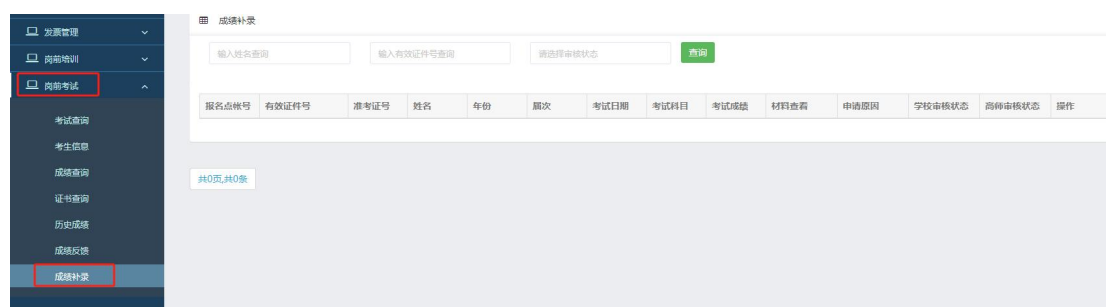 发票管理
岗前培训
岗前考试
考试查询
考生信息
成绩查询
证书查询
历史成绩
成绩反馈
成绩补录
成绩补录
输入姓名查询 输入有效证件号查询 请选择审核状态 查询
报名点帐号 有效证件号 准考证号 姓名 年份 届次 考试日期 考试科目 考试成绩 材料查看 申请原因 学校审核状态 高师审核状态 操作
共0页,共0条